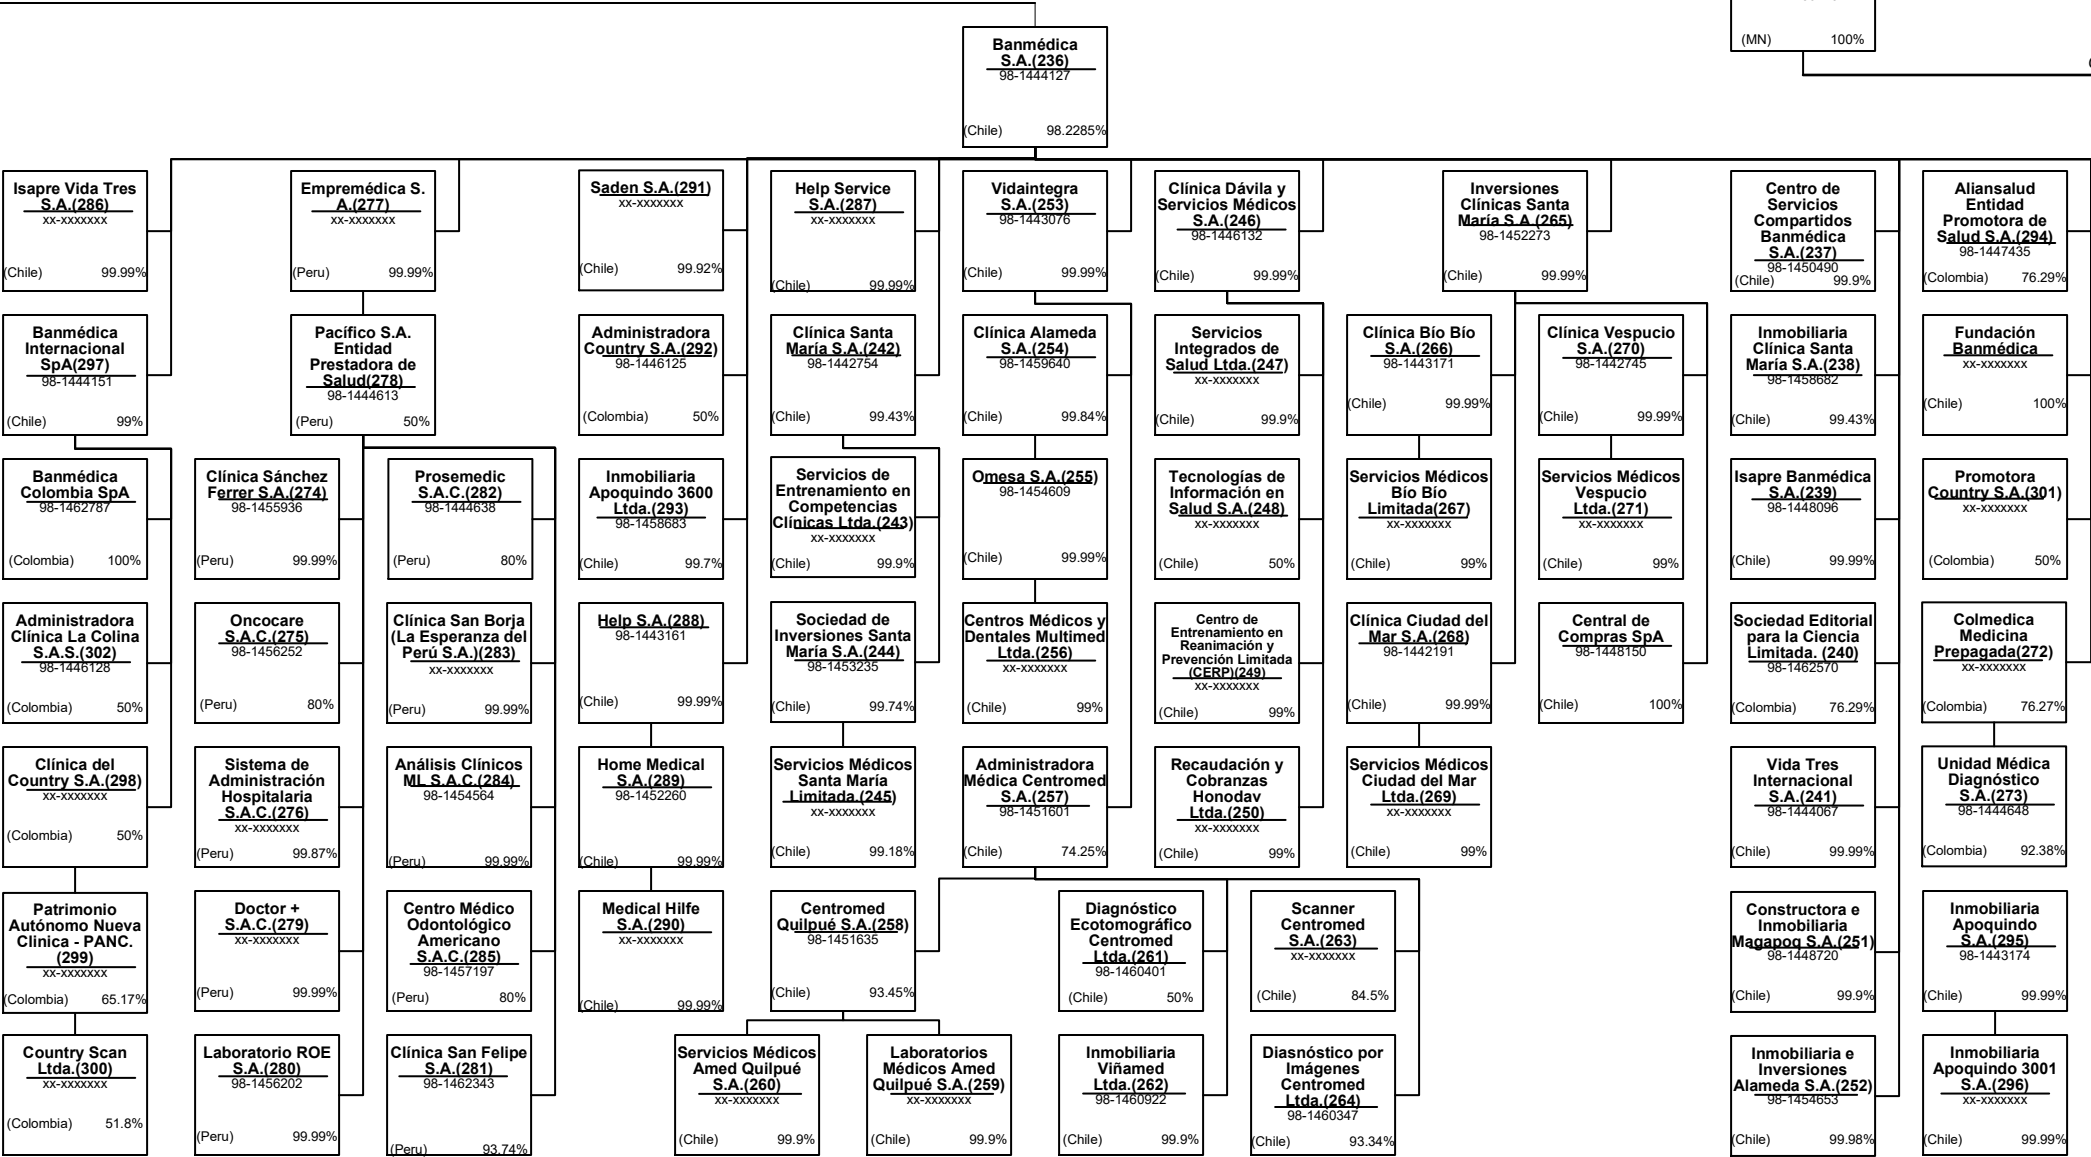 (MN) 100%
Banmédica
S.A.(236)
98-1444127
(Chile) 98.2285%
Isapre Vida Tres
S.A.(286)
xx-xxxxxxx
(Chile) 99.99%
Empremédica S.
A.(277)
xx-xxxxxxx
(Peru) 99.99%
Saden S.A.(291)
xx-xxxxxxx
(Chile) 99.92%
Help Service
S.A.(287)
xx-xxxxxxx
(Chile) 99.99%
Vidaintegra
S.A.(253)
98-1443076
(Chile) 99.99%
Clínica Dávila y
Servicios Médicos
S.A.(246)
98-1446132
(Chile) 99.99%
Inversiones
Clínicas Santa
María S.A.(265)
98-1452273
(Chile) 99.99%
Centro de
Servicios
Compartidos
Banmédica
S.A.(237)
98-1450490
(Chile) 99.9%
Aliansalud
Entidad
Promotora de
Salud S.A.(294)
98-1447435
(Colombia) 76.29%
Banmédica
Internacional
SpA(297)
98-1444151
(Chile) 99%
Pacífico S.A.
Entidad
Prestadora de
Salud(278)
98-1444613
(Peru) 50%
Administradora
Country S.A.(292)
98-1446125
(Colombia) 50%
Clínica Santa
María S.A.(242)
98-1442754
(Chile) 99.43%
Clínica Alameda
S.A.(254)
98-1459640
(Chile) 99.84%
Servicios
Integrados de
Salud Ltda.(247)
xx-xxxxxxx
(Chile) 99.9%
Clínica Bío Bío
S.A.(266)
98-1443171
(Chile) 99.99%
Clínica Vespucio
S.A.(270)
98-1442745
(Chile) 99.99%
Inmobiliaria
Clínica Santa
María S.A.(238)
98-1458682
(Chile) 99.43%
Fundación
Banmédica
xx-xxxxxxx
(Chile) 100%
Banmédica
Colombia SpA
98-1462787
(Colombia) 100%
Clínica Sánchez
Ferrer S.A.(274)
98-1455936
(Peru) 99.99%
Prosemedic
S.A.C.(282)
98-1444638
(Peru) 80%
Inmobiliaria
Apoquindo 3600
Ltda.(293)
98-1458683
(Chile) 99.7%
Servicios de
Entrenamiento en
Competencias
Clínicas Ltda.(243)
xx-xxxxxxx
(Chile) 99.9%
Omesa S.A.(255)
98-1454609
(Chile) 99.99%
Tecnologías de
Información en
Salud S.A.(248)
xx-xxxxxxx
(Chile) 50%
Servicios Médicos
Bío Bío
Limitada(267)
xx-xxxxxxx
(Chile) 99%
Servicios Médicos
Vespucio
Ltda.(271)
xx-xxxxxxx
(Chile) 99%
Isapre Banmédica
S.A.(239)
98-1448096
(Chile) 99.99%
Promotora
Country S.A.(301)
xx-xxxxxxx
(Colombia) 50%
Administradora
Clínica La Colina
S.A.S.(302)
98-1446128
(Colombia) 50%
Oncocare
S.A.C.(275)
98-1456252
(Peru) 80%
Clínica San Borja
(La Esperanza del
Perú S.A.)(283)
xx-xxxxxxx
(Peru) 99.99%
Help S.A.(288)
98-1443161
(Chile) 99.99%
Sociedad de
Inversiones Santa
María S.A.(244)
98-1453235
(Chile) 99.74%
Centros Médicos y
Dentales Multimed
Ltda.(256)
xx-xxxxxxx
(Chile) 99%
Centro de
Entrenamiento en
Reanimación y
Prevención Limitada
(CERP)(249)
xx-xxxxxxx
(Chile) 99%
Clínica Ciudad del
Mar S.A.(268)
98-1442191
(Chile) 99.99%
Central de
Compras SpA
98-1448150
(Chile) 100%
Sociedad Editorial
para la Ciencia
Limitada. (240)
98-1462570
(Colombia) 76.29%
Colmedica
Medicina
Prepagada(272)
xx-xxxxxxx
(Colombia) 76.27%
Clínica del
Country S.A.(298)
xx-xxxxxxx
(Colombia) 50%
Sistema de
Administración
Hospitalaria
S.A.C.(276)
xx-xxxxxxx
(Peru) 99.87%
Análisis Clínicos
ML S.A.C.(284)
98-1454564
(Peru) 99.99%
Home Medical
S.A.(289)
98-1452260
(Chile) 99.99%
Servicios Médicos
Santa María
Limitada.(245)
xx-xxxxxxx
(Chile) 99.18%
Administradora
Médica Centromed
S.A.(257)
98-1451601
(Chile) 74.25%
Recaudación y
Cobranzas
Honodav
Ltda.(250)
xx-xxxxxxx
(Chile) 99%
Servicios Médicos
Ciudad del Mar
Ltda.(269)
xx-xxxxxxx
(Chile) 99%
Vida Tres
Internacional
S.A.(241)
98-1444067
(Chile) 99.99%
Unidad Médica
Diagnóstico
S.A.(273)
98-1444648
(Colombia) 92.38%
Patrimonio
Autónomo Nueva
Clinica - PANC.
(299)
xx-xxxxxxx
(Colombia) 65.17%
Doctor +
S.A.C.(279)
xx-xxxxxxx
(Peru) 99.99%
Centro Médico
Odontológico
Americano
S.A.C.(285)
98-1457197
(Peru) 80%
Medical Hilfe
S.A.(290)
xx-xxxxxxx
(Chile) 99.99%
Centromed
Quilpué S.A.(258)
98-1451635
(Chile) 93.45%
Diagnóstico
Ecotomográfico
Centromed
Ltda.(261)
98-1460401
(Chile) 50%
Scanner
Centromed
S.A.(263)
xx-xxxxxxx
(Chile) 84.5%
Constructora e
Inmobiliaria
Magapoq S.A.(251)
98-1448720
(Chile) 99.9%
Inmobiliaria
Apoquindo
S.A.(295)
98-1443174
(Chile) 99.99%
Country Scan
Ltda.(300)
xx-xxxxxxx
(Colombia) 51.8%
Laboratorio ROE
S.A.(280)
98-1456202
(Peru) 99.99%
Clínica San Felipe
S.A.(281)
98-1462343
(Peru) 93.74%
Servicios Médicos
Amed Quilpué
S.A.(260)
xx-xxxxxxx
(Chile) 99.9%
Laboratorios
Médicos Amed
Quilpué S.A.(259)
xx-xxxxxxx
(Chile) 99.9%
Inmobiliaria
Viñamed
Ltda.(262)
98-1460922
(Chile) 99.9%
Diasnóstico por
Imágenes
Centromed
Ltda.(264)
98-1460347
(Chile) 93.34%
Inmobiliaria e
Inversiones
Alameda S.A.(252)
98-1454653
(Chile) 99.98%
Inmobiliaria
Apoquindo 3001
S.A.(296)
xx-xxxxxxx
(Chile) 99.99%